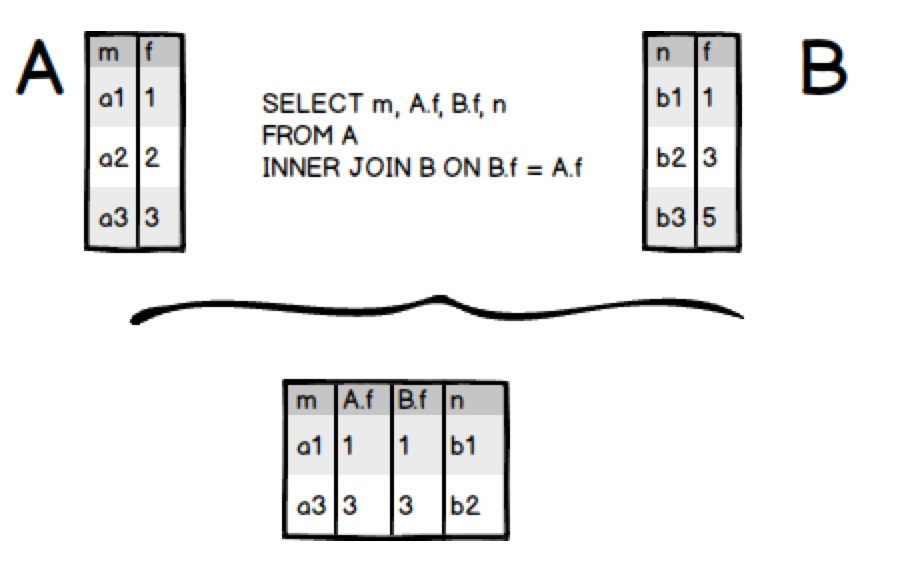 A
m f
a1 1
a2 2
a3 3
SELECT m, A.f, B.f, n
FROM A
INNER JOIN B ON B.f = A.f
n f
b1 1
b2 3
b3 5
B
m A.f B.f n
a1 1 1 b1
a3 3 3 b2